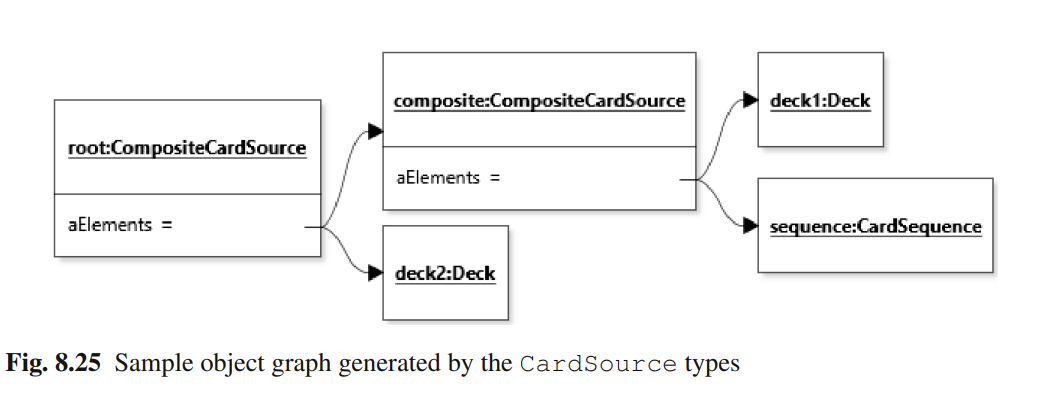 root:CompositeCardSource
aElements =
composite:CompositeCardSource
aElements =
deck2:Deck
deck1:Deck
sequence:CardSequence
Fig. 8.25 Sample object graph generated by the CardSource types